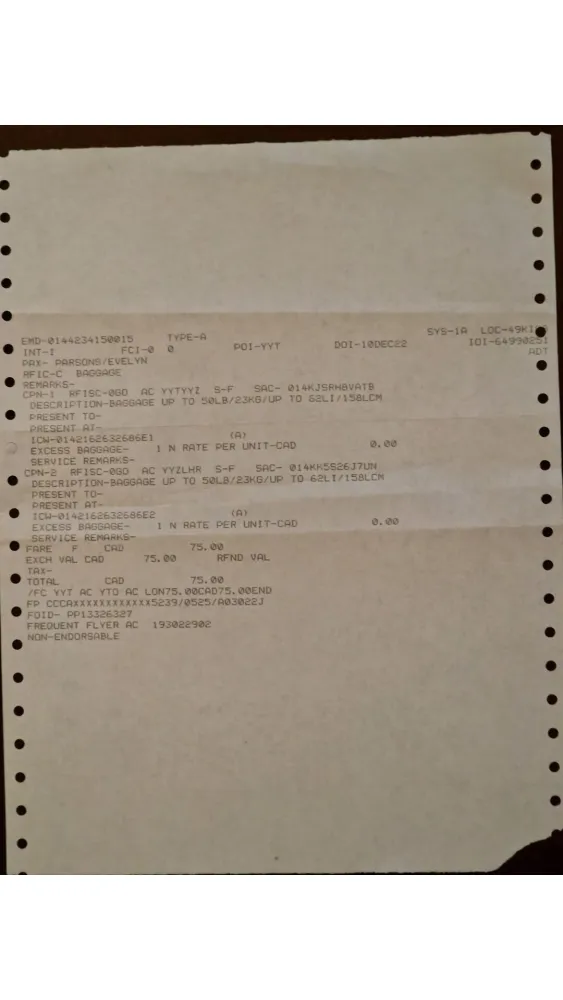 SYS-1A LOC-49K1
EMD-0144234150015 TYPE-A IOI-64990251
INT-I FCI-0 0 POI-YYT DOI-10DEC22 ADT
PAX- PARSONS/EVELYN
RFIC-C BAGGAGE
REMARKS-
CPN-1 RFISC-0GO AC YYTYYZ S-F SAC- 014KJSRHBVATB
DESCRIPTION-BAGGAGE UP TO 50LB/23KG/UP TO 62LI/158LCM
PRESENT TO-
PRESENT AT-
ICW-0142162632686E1 (A)
EXCESS BAGGAGE- 1 N RATE PER UNIT-CAD 0.00
SERVICE REMARKS-
CPN-2 RFISC-0GO AC YYZLHR S-F SAC- 014KK5S26J7UN
DESCRIPTION-BAGGAGE UP TO 50LB/23KG/UP TO 62LI/158LCM
PRESENT TO-
PRESENT AT-
ICW-0142162632686E2 (A)
EXCESS BAGGAGE- 1 N RATE PER UNIT-CAD 0.00
SERVICE REMARKS-
FARE F CAD 75.00
EXCH VAL CAD 75.00 RFND VAL
TAX-
TOTAL CAD 75.00
/FC YYT AC YTO AC LON75.00CAD75.00END
FP CCCAXXXXXXXXXXXX5239/0525/A03022J
FOID- PP13326327
FREQUENT FLYER AC 193022902
NON-ENDORSABLE